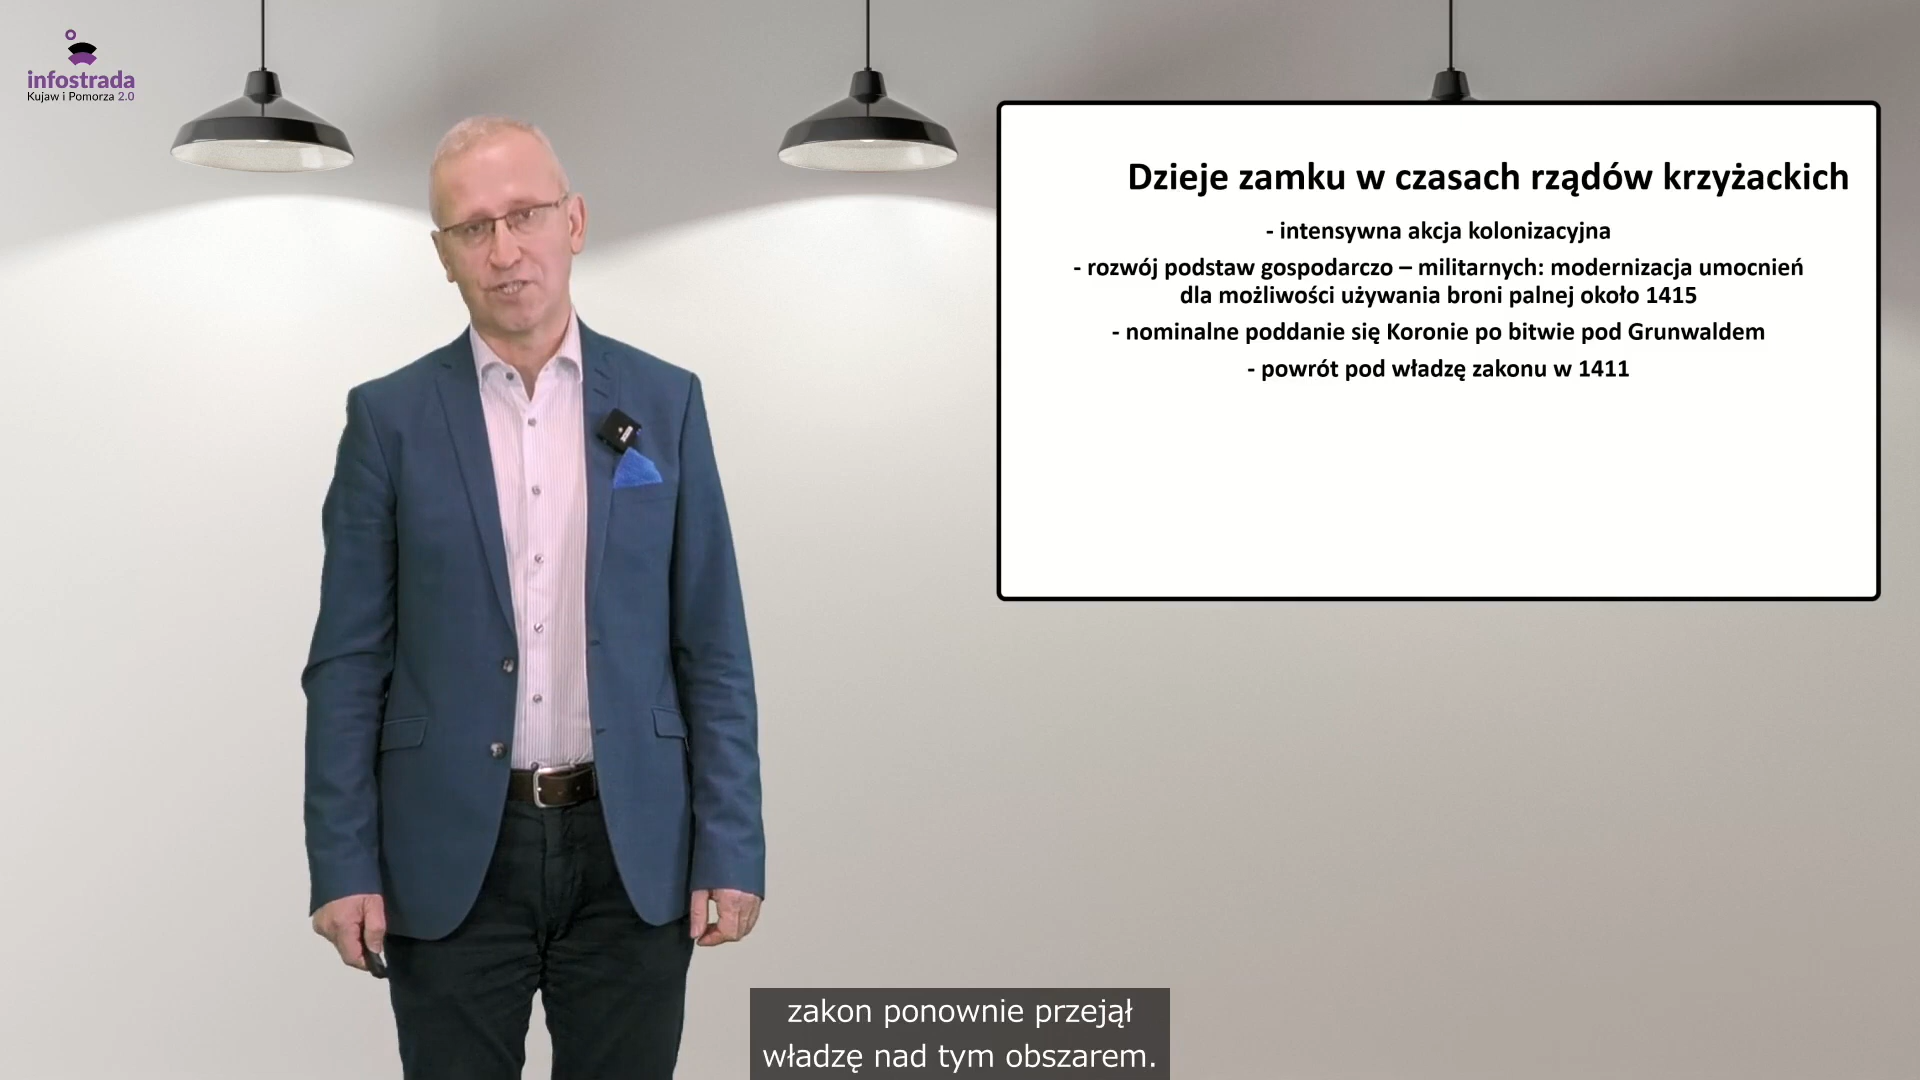 infostrada
Kujaw i Pomorza 2.0
Dzieje zamku w czasach rządów krzyżackich
- intensywna akcja kolonizacyjna
- rozwój podstaw gospodarczo – militarnych: modernizacja umocnień
dla możliwości używania broni palnej około 1415
- nominalne poddanie się Koronie po bitwie pod Grunwaldem
- powrót pod władzę zakonu w 1411
zakon ponownie przejął
władzę nad tym obszarem.